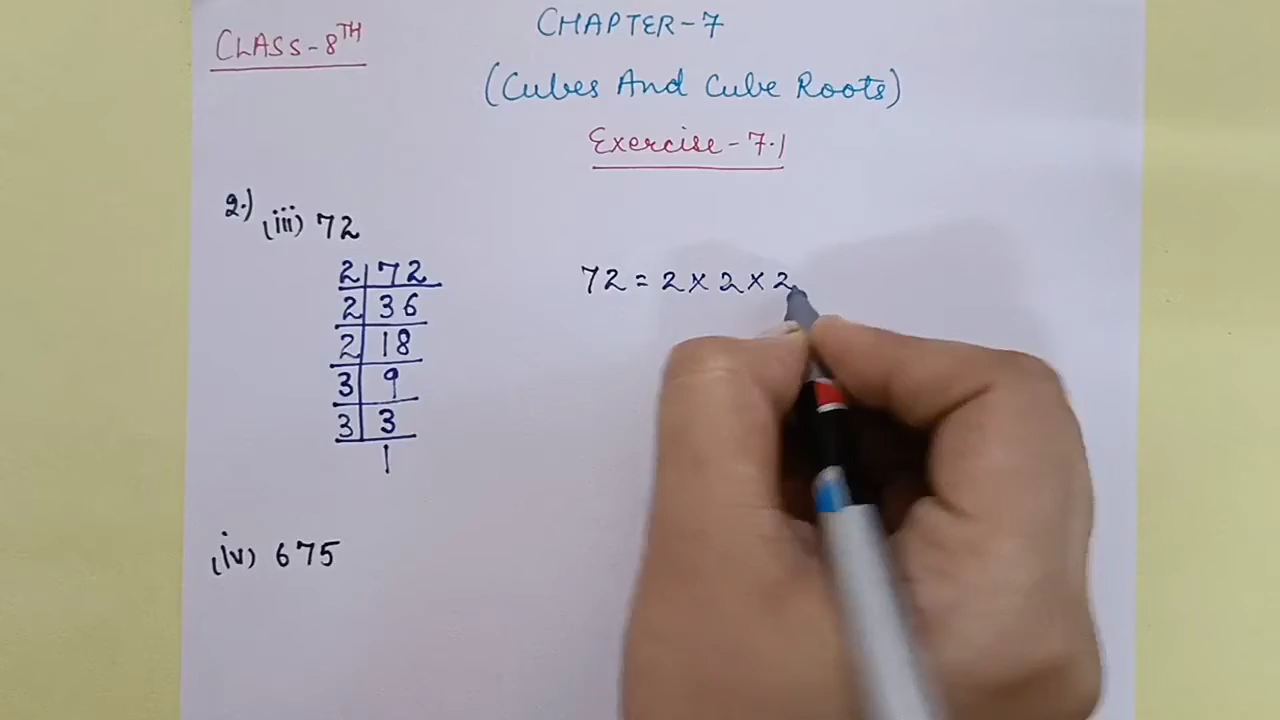 CLASS-8TH
CHAPTER-7
(Cubes And Cube Roots)
Exercise-7.1
2.) (iii) 72
2 | 72
2 | 36
2 | 18
3 | 9
3 | 3
1
72 = 2 × 2 × 2
(iv) 675